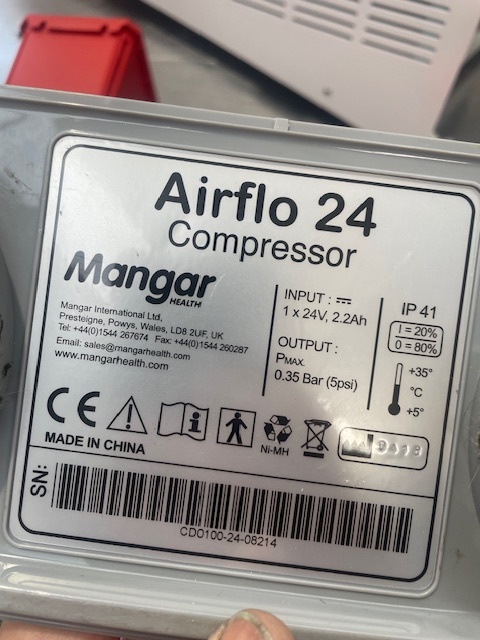 Airflo 24
Compressor
Mangar
HEALTH
Mangar International Ltd,
Presteigne, Powys, Wales, LD8 2UF, UK
Tel: +44(0)1544 267674 Fax: +44(0)1544 260287
Email: sales@mangarhealth.com
www.mangarhealth.com
INPUT :
1 x 24V, 2.2Ah
OUTPUT :
PMAX.
0.35 Bar (5psi)
IP 41
I = 20%
0 = 80%
+35°
°C
+5°
CE
i
Ni-MH
MADE IN CHINA
SN:
CDO100-24-08214